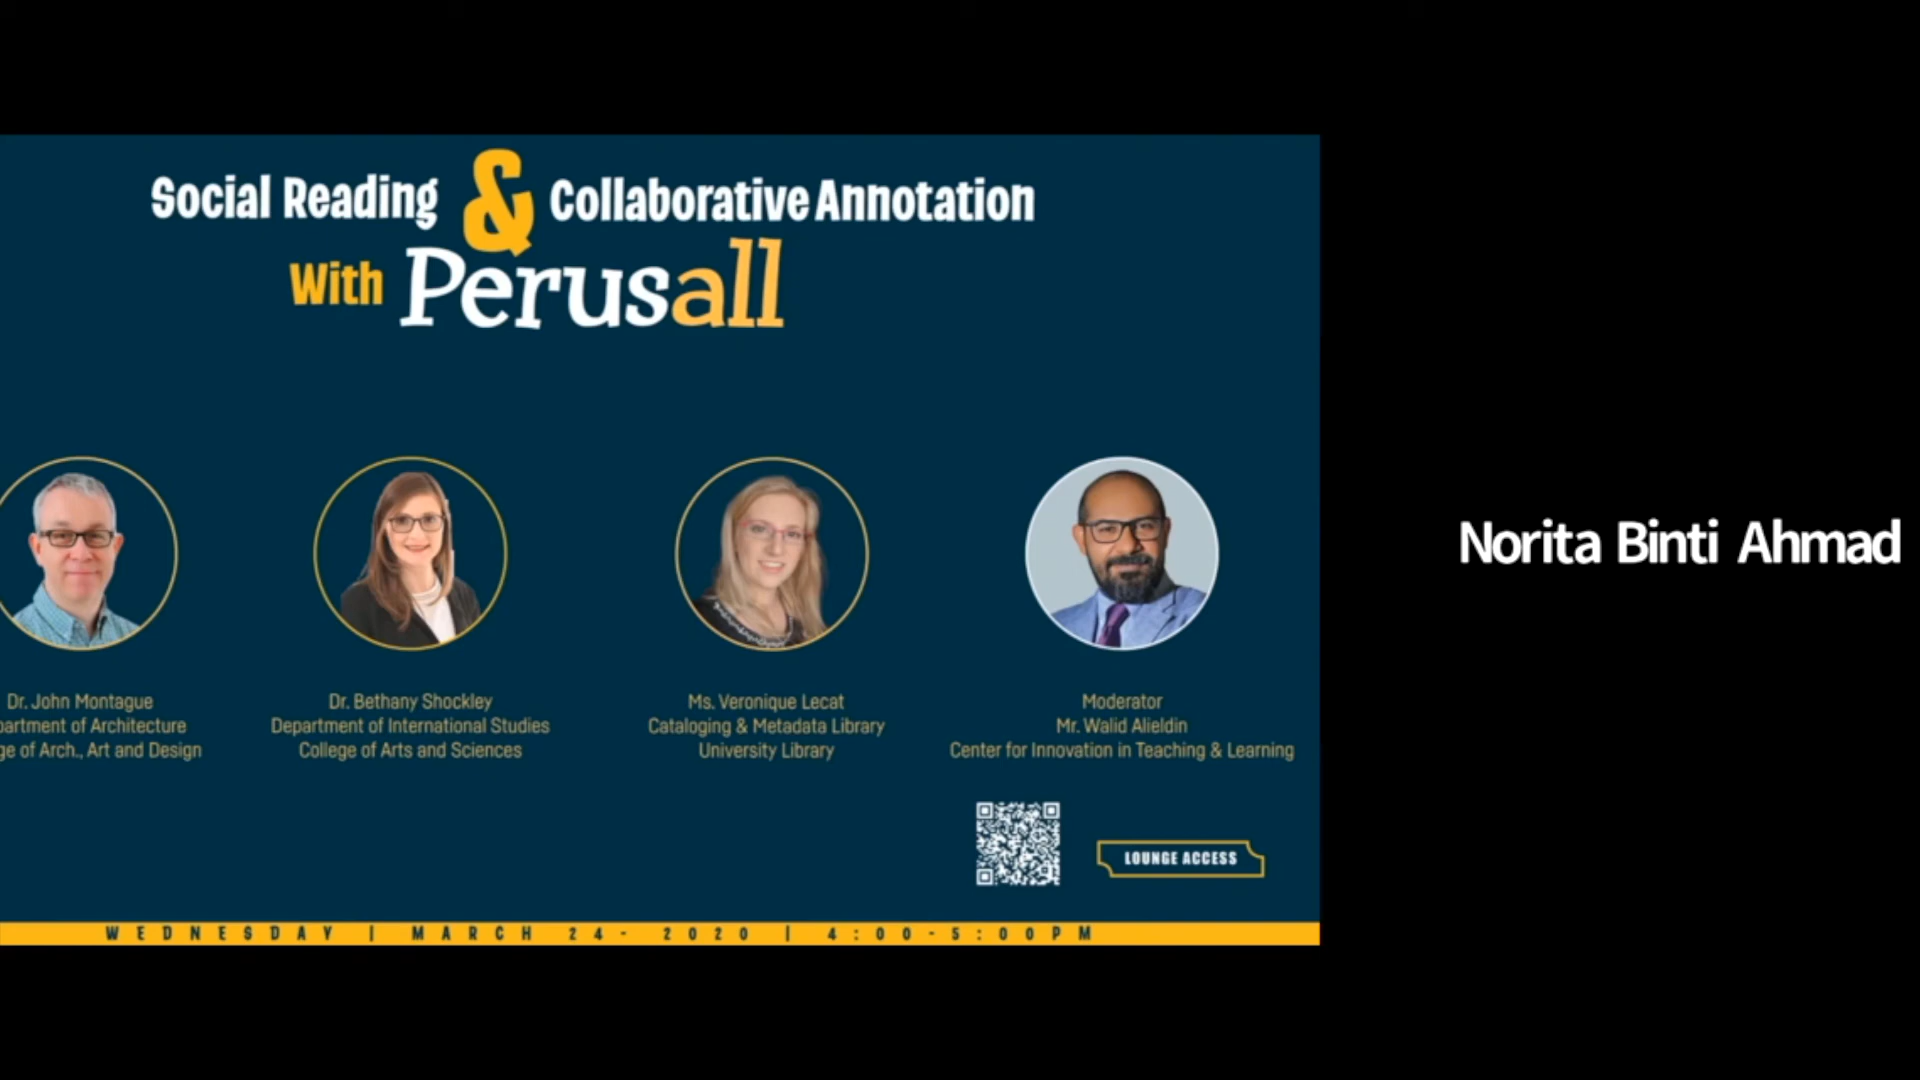 Social Reading & Collaborative Annotation
With Perusall
Norita Binti Ahmad
Dr. John Montague
partment of Architecture
ge of Arch., Art and Design
Dr. Bethany Shockley
Department of International Studies
College of Arts and Sciences
Ms. Veronique Lecat
Cataloging & Metadata Library
University Library
Moderator
Mr. Walid Alieldin
Center for Innovation in Teaching & Learning
LOUNGE ACCESS
WEDNESDAY | MARCH 24- 2020 | 4:00-5:00PM